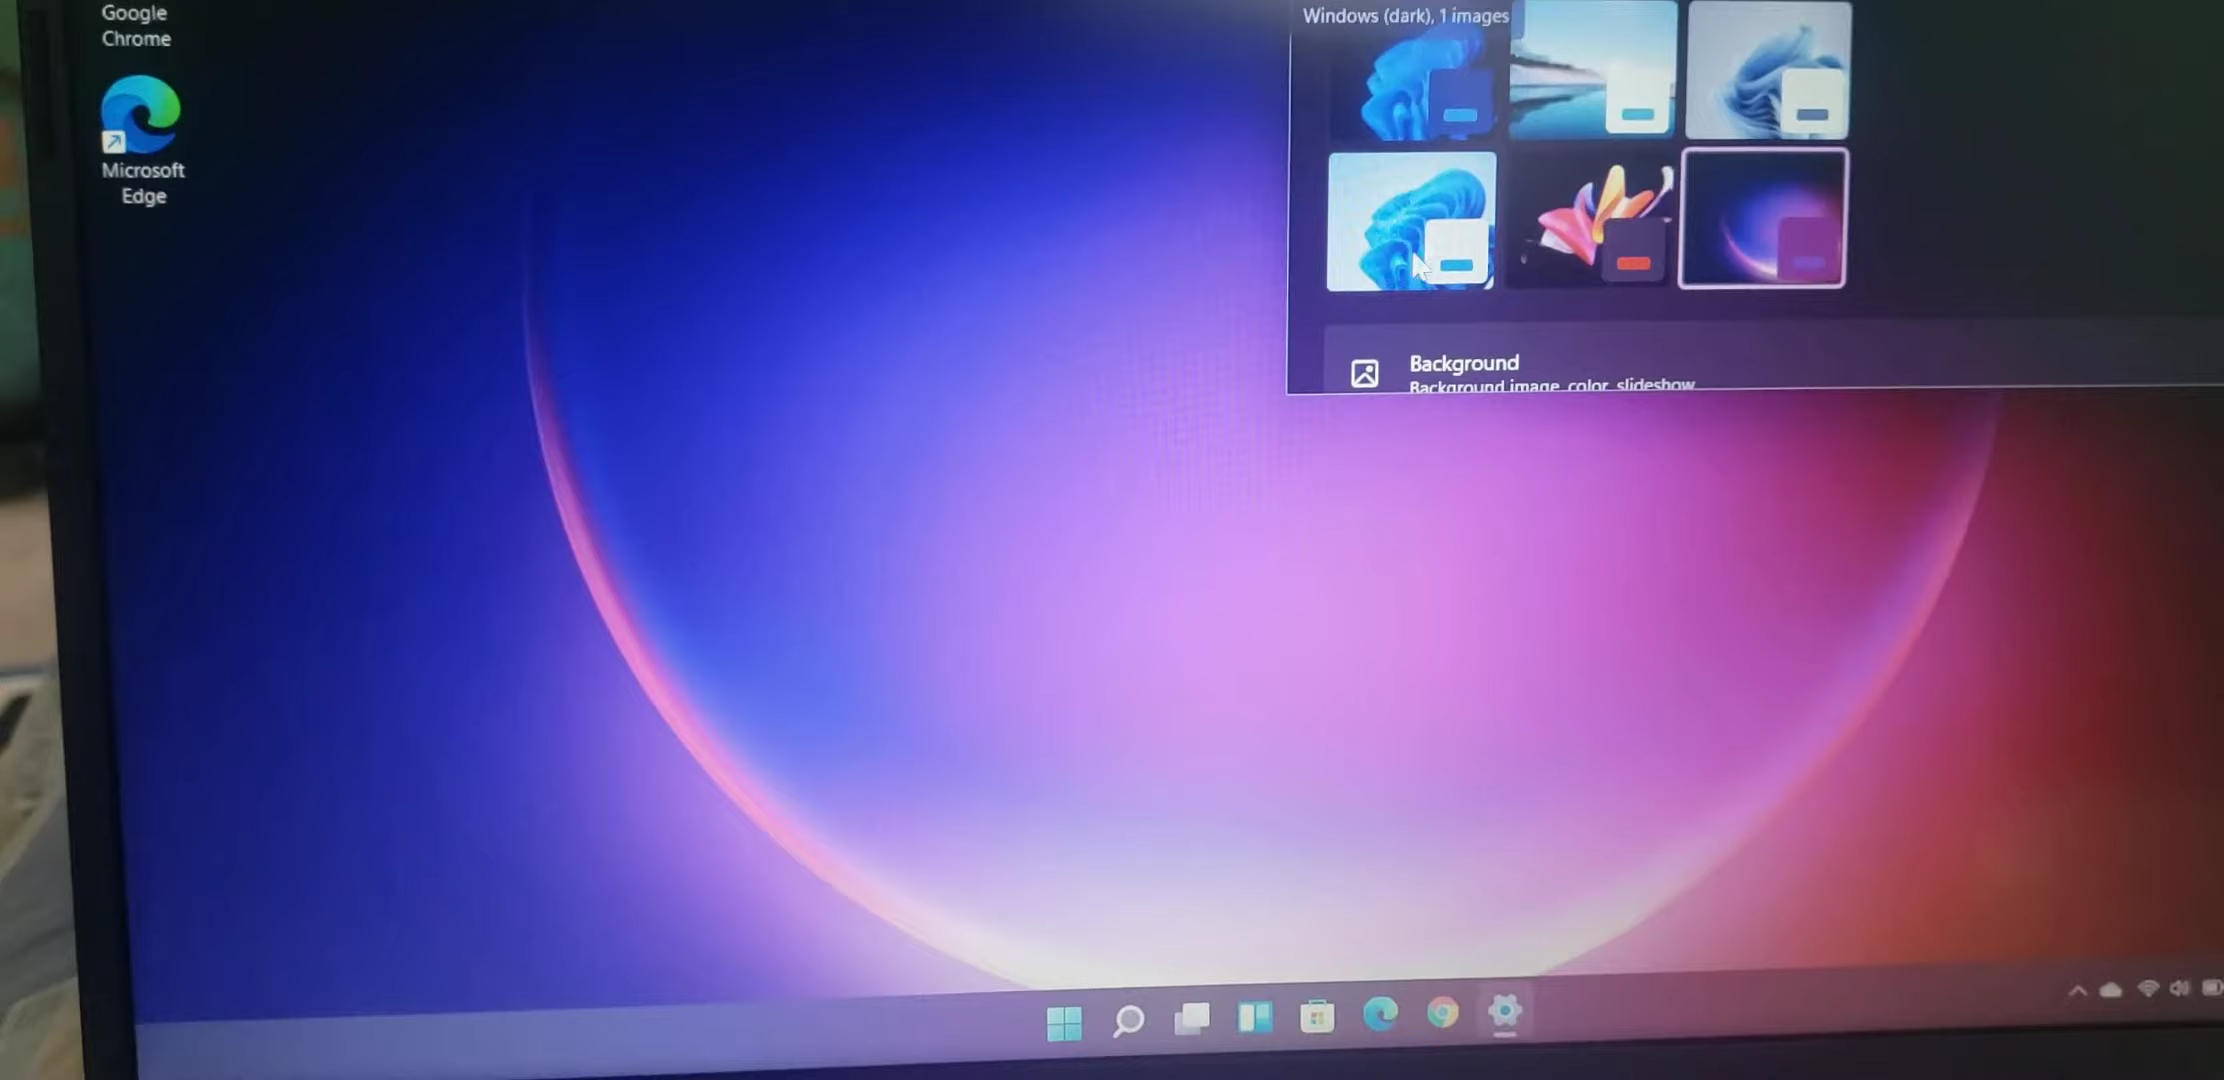 Google
Chrome
Microsoft
Edge
Windows (dark), 1 images
Background
Background image, color, slideshow